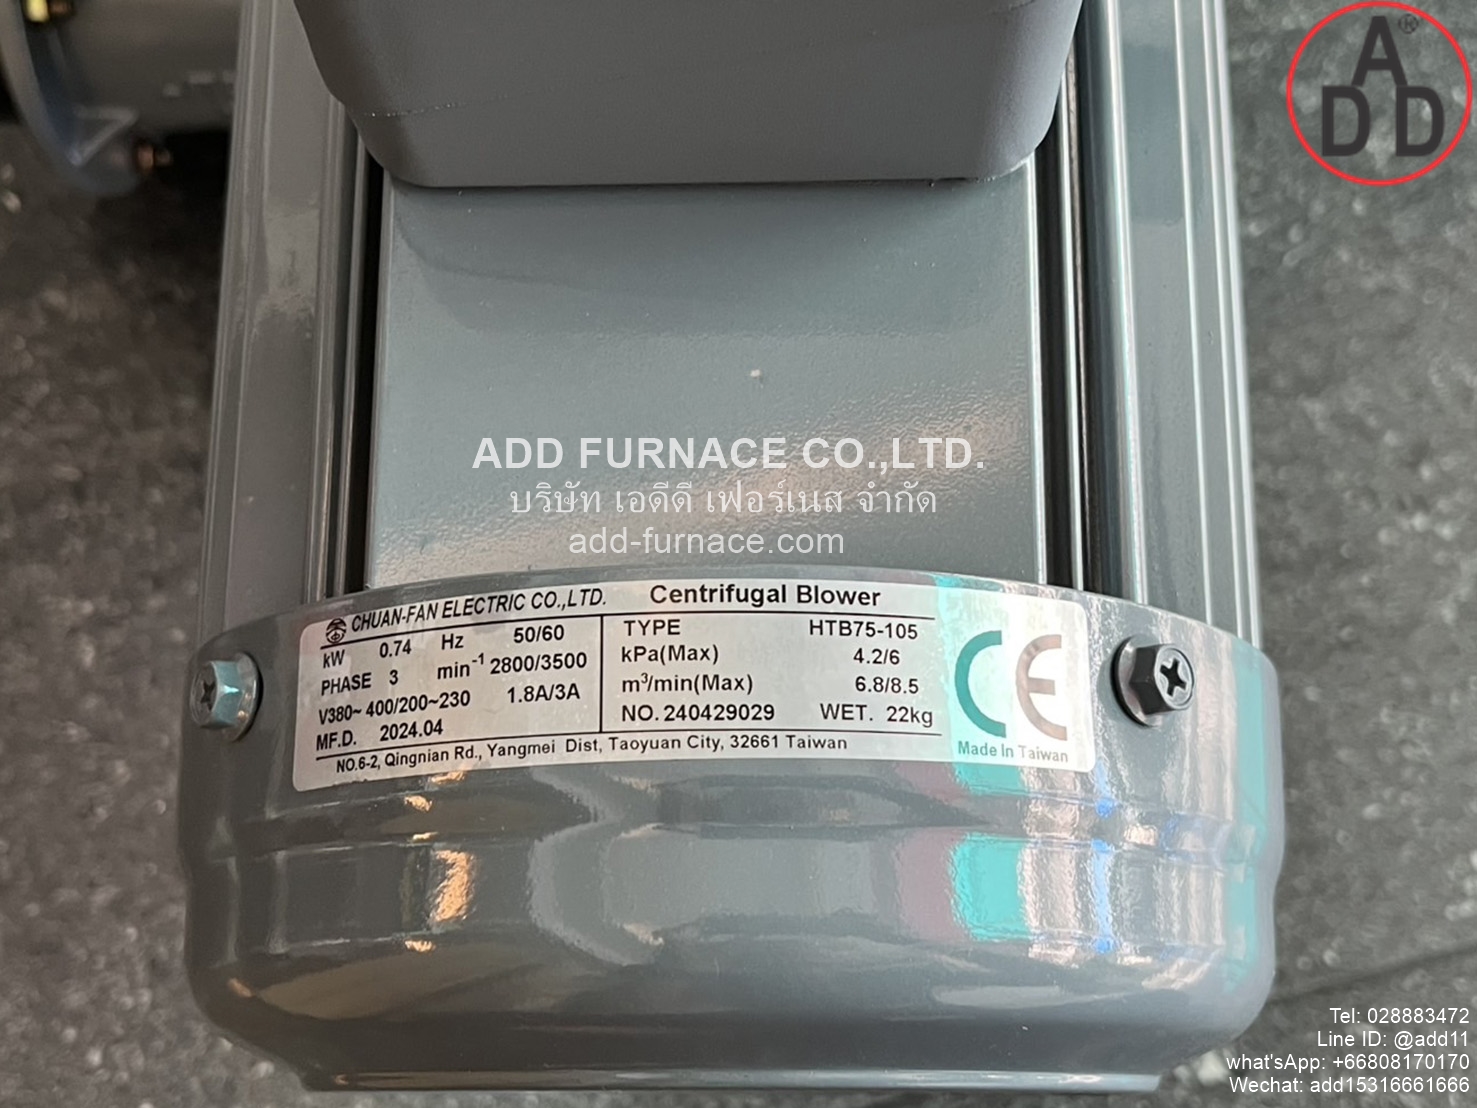 A®
DD
ADD FURNACE CO.,LTD.
บริษัท เอดีดี เฟอร์เนส จำกัด
add-furnace.com
CHUAN-FAN ELECTRIC CO.,LTD.
kW 0.74 Hz 50/60
PHASE 3 min-1 2800/3500
V380~400/200~230 1.8A/3A
MF.D. 2024.04
Centrifugal Blower
TYPE HTB75-105
kPa(Max) 4.2/6
m³/min(Max) 6.8/8.5
NO. 240429029 WET. 22kg
NO.6-2, Qingnian Rd., Yangmei Dist, Taoyuan City, 32661 Taiwan
CE
Made In Taiwan
Tel: 028883472
Line ID: @add11
what'sApp: +66808170170
Wechat: add15316661666